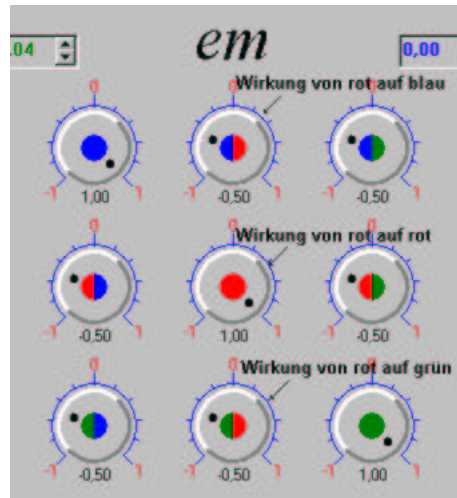 .04 em 0,00
Wirkung von rot auf blau
0 0 0
-1 1 -1 1 -1 1
1,00 -0,50 -0,50
Wirkung von rot auf rot
0 0 0
-1 1 -1 1 -1 1
-0,50 1,00 -0,50
Wirkung von rot auf grün
0 0 0
-1 1 -1 1 -1 1
-0,50 -0,50 1,00